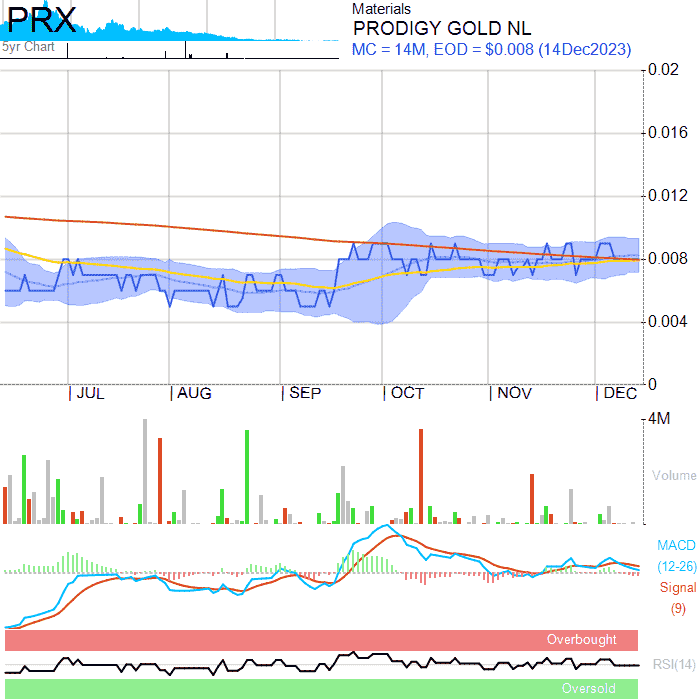 PRX
5yr Chart
Materials
PRODIGY GOLD NL
MC = 14M, EOD = $0.008 (14Dec2023)
0.02
0.016
0.012
0.008
0.004
0
JUL AUG SEP OCT NOV DEC
4M
Volume
MACD
(12-26)
Signal
(9)
Overbought
RSI(14)
Oversold